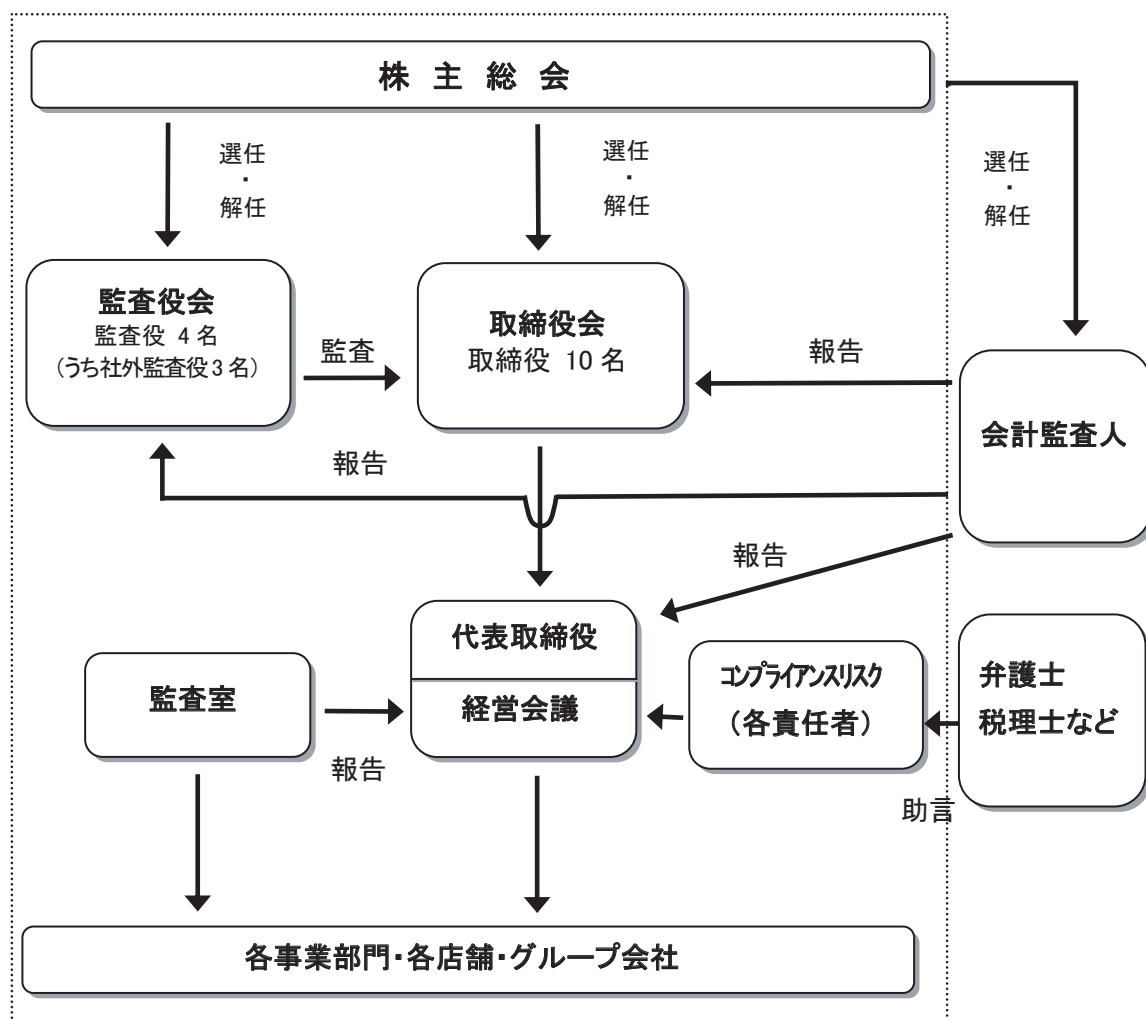 株 主 総 会
選任
・
解任
選任
・
解任
選任
・
解任
監査役会
監査役 4 名
(うち社外監査役 3 名)
監査
取締役会
取締役 10 名
報告
会計監査人
報告
報告
代表取締役
経営会議
監査室
報告
コンプライアンスリスク
(各責任者)
弁護士
税理士など
助言
各事業部門・各店舗・グループ会社